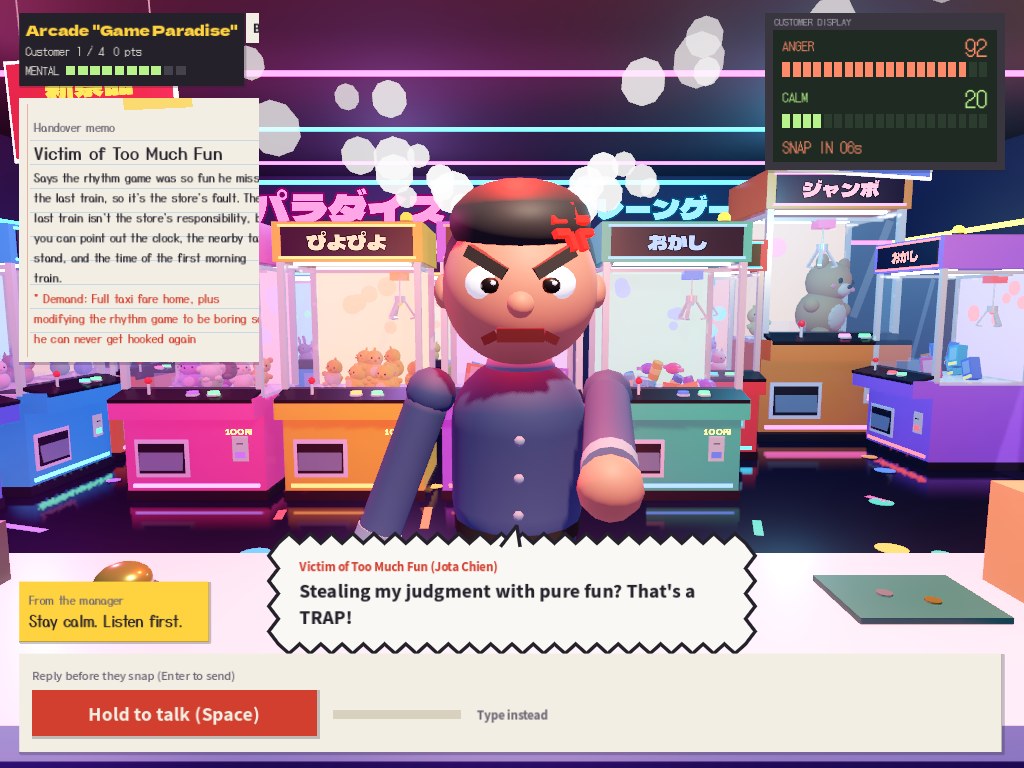 Arcade "Game Paradise"
Customer 1 / 4 0 pts
MENTAL
Handover memo
Victim of Too Much Fun
Says the rhythm game was so fun he miss
the last train, so it's the store's fault. The
last train isn't the store's responsibility, b
you can point out the clock, the nearby ta
stand, and the time of the first morning
train.
* Demand: Full taxi fare home, plus
modifying the rhythm game to be boring so
he can never get hooked again
CUSTOMER DISPLAY
ANGER 92
CALM 20
SNAP IN 06s
パラダイス
レーンゲー
ジャンボ
ぴよぴよ
おかし
おかし
100円
100円
From the manager
Stay calm. Listen first.
Victim of Too Much Fun (Jota Chien)
Stealing my judgment with pure fun? That's a
TRAP!
Reply before they snap (Enter to send)
Hold to talk (Space)
Type instead